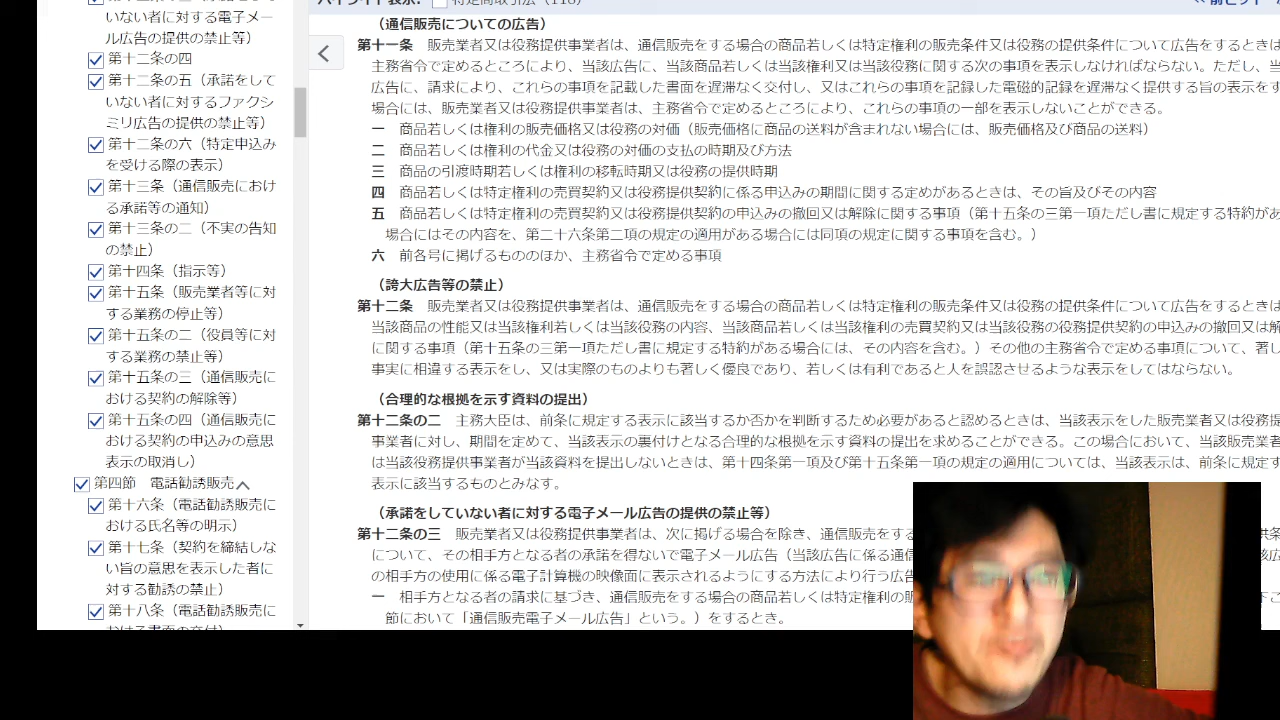 いない者に対する電子メー
ル広告の提供の禁止等）
第十二条の四
第十二条の五（承諾をして
いない者に対するファクシ
ミリ広告の提供の禁止等）
第十二条の六（特定申込み
を受ける際の表示）
第十三条（通信販売におけ
る承諾等の通知）
第十三条の二（不実の告知
の禁止）
第十四条（指示等）
第十五条（販売業者等に対
する業務の停止等）
第十五条の二（役員等に対
する業務の禁止等）
第十五条の三（通信販売に
おける契約の解除等）
第十五条の四（通信販売に
おける契約の申込みの意思
表示の取消し）
第四節　電話勧誘販売
第十六条（電話勧誘販売に
おける氏名等の明示）
第十七条（契約を締結しな
い旨の意思を表示した者に
対する勧誘の禁止）
第十八条（電話勧誘販売に
（通信販売についての広告）
第十一条　販売業者又は役務提供事業者は、通信販売をする場合の商品若しくは特定権利の販売条件又は役務の提供条件について広告をするときは
主務省令で定めるところにより、当該広告に、当該商品若しくは当該権利又は当該役務に関する次の事項を表示しなければならない。ただし、当
広告に、請求により、これらの事項を記載した書面を遅滞なく交付し、又はこれらの事項を記録した電磁的記録を遅滞なく提供する旨の表示をす
場合には、販売業者又は役務提供事業者は、主務省令で定めるところにより、これらの事項の一部を表示しないことができる。
一　商品若しくは権利の販売価格又は役務の対価（販売価格に商品の送料が含まれない場合には、販売価格及び商品の送料）
二　商品若しくは権利の代金又は役務の対価の支払の時期及び方法
三　商品の引渡時期若しくは権利の移転時期又は役務の提供時期
四　商品若しくは特定権利の売買契約又は役務提供契約に係る申込みの期間に関する定めがあるときは、その旨及びその内容
五　商品若しくは特定権利の売買契約又は役務提供契約の申込みの撤回又は解除に関する事項（第十五条の三第一項ただし書に規定する特約があ
場合にはその内容を、第二十六条第二項の規定の適用がある場合には同項の規定に関する事項を含む。）
六　前各号に掲げるもののほか、主務省令で定める事項
（誇大広告等の禁止）
第十二条　販売業者又は役務提供事業者は、通信販売をする場合の商品若しくは特定権利の販売条件又は役務の提供条件について広告をするときは
当該商品の性能又は当該権利若しくは当該役務の内容、当該商品若しくは当該権利の売買契約又は当該役務の役務提供契約の申込みの撤回又は解
に関する事項（第十五条の三第一項ただし書に規定する特約がある場合には、その内容を含む。）その他の主務省令で定める事項について、著し
事実に相違する表示をし、又は実際のものよりも著しく優良であり、若しくは有利であると人を誤認させるような表示をしてはならない。
（合理的な根拠を示す資料の提出）
第十二条の二　主務大臣は、前条に規定する表示に該当するか否かを判断するため必要があると認めるときは、当該表示をした販売業者又は役務提
事業者に対し、期間を定めて、当該表示の裏付けとなる合理的な根拠を示す資料の提出を求めることができる。この場合において、当該販売業者
は当該役務提供事業者が当該資料を提出しないときは、第十四条第一項及び第十五条第一項の規定の適用については、当該表示は、前条に規定す
表示に該当するものとみなす。
（承諾をしていない者に対する電子メール広告の提供の禁止等）
第十二条の三　販売業者又は役務提供事業者は、次に掲げる場合を除き、通信販売をする
について、その相手方となる者の承諾を得ないで電子メール広告（当該広告に係る通信
の相手方の使用に係る電子計算機の映像面に表示されるようにする方法により行う広告
一　相手方となる者の請求に基づき、通信販売をする場合の商品若しくは特定権利の販
節において「通信販売電子メール広告」という。）をするとき。